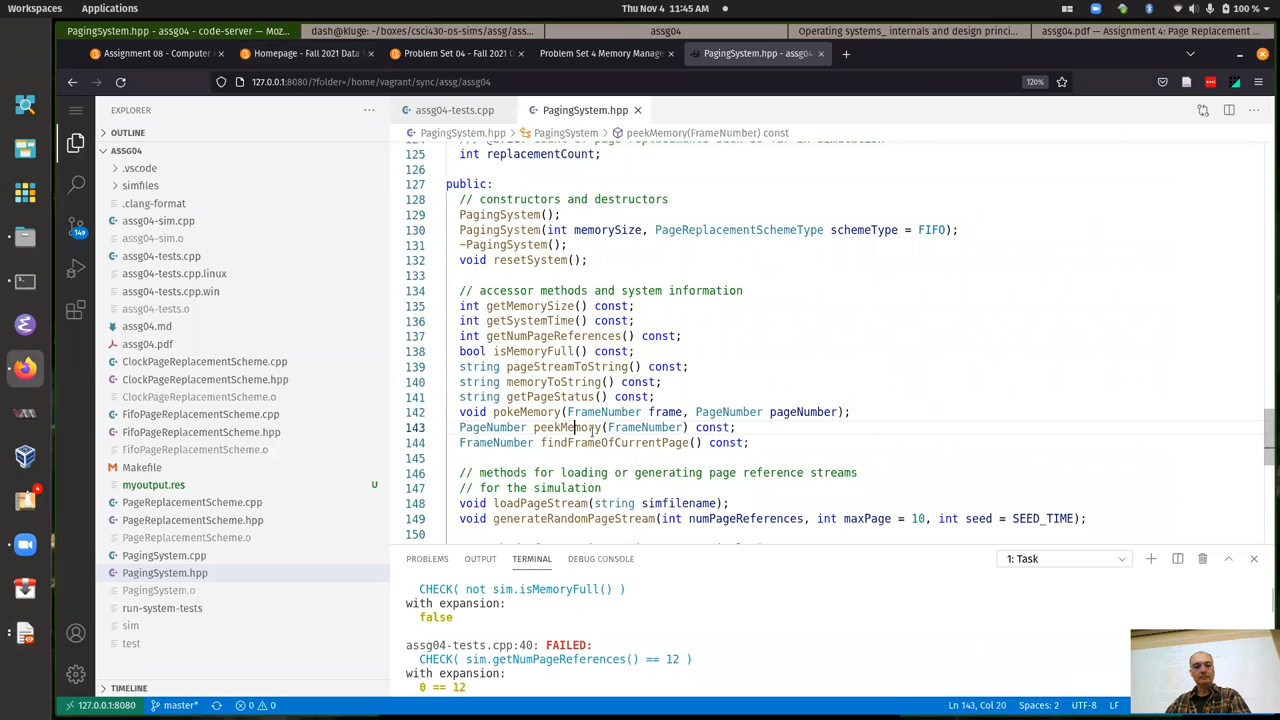 Workspaces Applications Thu Nov 4 11:45 AM 100 %
PagingSystem.hpp - assg04 - code-server — Moz... dash@kluge: ~/boxes/csci430-os-sims/assg/assg... assg04 Operating systems_ internals and design princi... assg04.pdf — Assignment 4: Page Replacement ...
Assignment 08 - Computer A Homepage - Fall 2021 Data Problem Set 04 - Fall 2021 C Problem Set 4 Memory Manag PagingSystem.hpp - assg04
127.0.0.1:8080/?folder=/home/vagrant/sync/assg/assg04 120%
EXPLORER
OUTLINE
ASSG04
.vscode
simfiles
.clang-format
assg04-sim.cpp
assg04-sim.o
assg04-tests.cpp
assg04-tests.cpp.linux
assg04-tests.cpp.win
assg04-tests.o
assg04.md
assg04.pdf
ClockPageReplacementScheme.cpp
ClockPageReplacementScheme.hpp
ClockPageReplacementScheme.o
FifoPageReplacementScheme.cpp
FifoPageReplacementScheme.hpp
FifoPageReplacementScheme.o
Makefile
myoutput.res U
PageReplacementScheme.cpp
PageReplacementScheme.hpp
PageReplacementScheme.o
PagingSystem.cpp
PagingSystem.hpp
PagingSystem.o
run-system-tests
sim
test
TIMELINE
149
4
assg04-tests.cpp PagingSystem.hpp
PagingSystem.hpp > PagingSystem > peekMemory(FrameNumber) const
125 int replacementCount;
126
127 public:
128 // constructors and destructors
129 PagingSystem();
130 PagingSystem(int memorySize, PageReplacementSchemeType schemeType = FIFO);
131 ~PagingSystem();
132 void resetSystem();
133
134 // accessor methods and system information
135 int getMemorySize() const;
136 int getSystemTime() const;
137 int getNumPageReferences() const;
138 bool isMemoryFull() const;
139 string pageStreamToString() const;
140 string memoryToString() const;
141 string getPageStatus() const;
142 void pokeMemory(FrameNumber frame, PageNumber pageNumber);
143 PageNumber peekMemory(FrameNumber) const;
144 FrameNumber findFrameOfCurrentPage() const;
145
146 // methods for loading or generating page reference streams
147 // for the simulation
148 void loadPageStream(string simfilename);
149 void generateRandomPageStream(int numPageReferences, int maxPage = 10, int seed = SEED_TIME);
150
PROBLEMS OUTPUT TERMINAL DEBUG CONSOLE 1: Task
CHECK( not sim.isMemoryFull() )
with expansion:
false
assg04-tests.cpp:40: FAILED:
CHECK( sim.getNumPageReferences() == 12 )
with expansion:
0 == 12
127.0.0.1:8080 master* 0 0 Ln 143, Col 20 Spaces: 2 UTF-8 LF